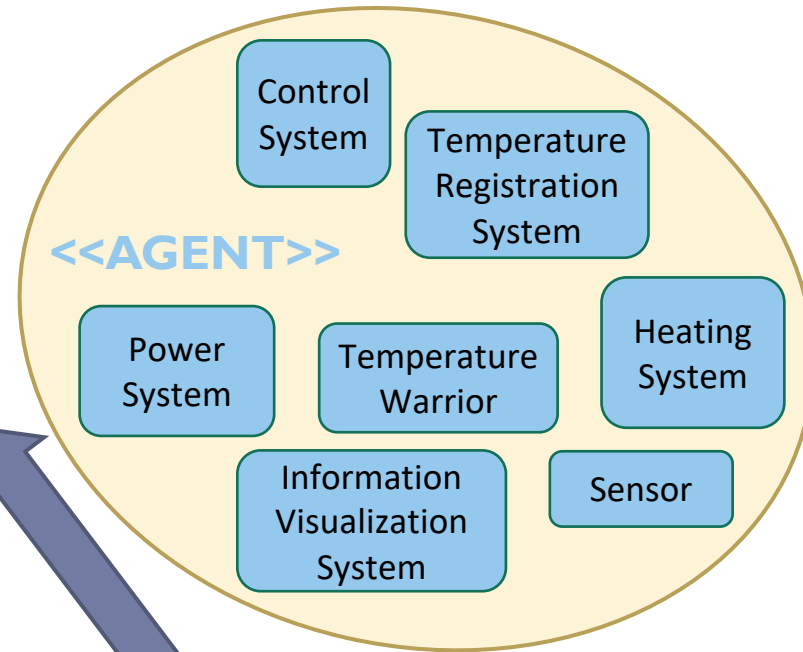 Control
System
Temperature
Registration
System
<<AGENT>>
Power
System
Temperature
Warrior
Heating
System
Information
Visualization
System
Sensor